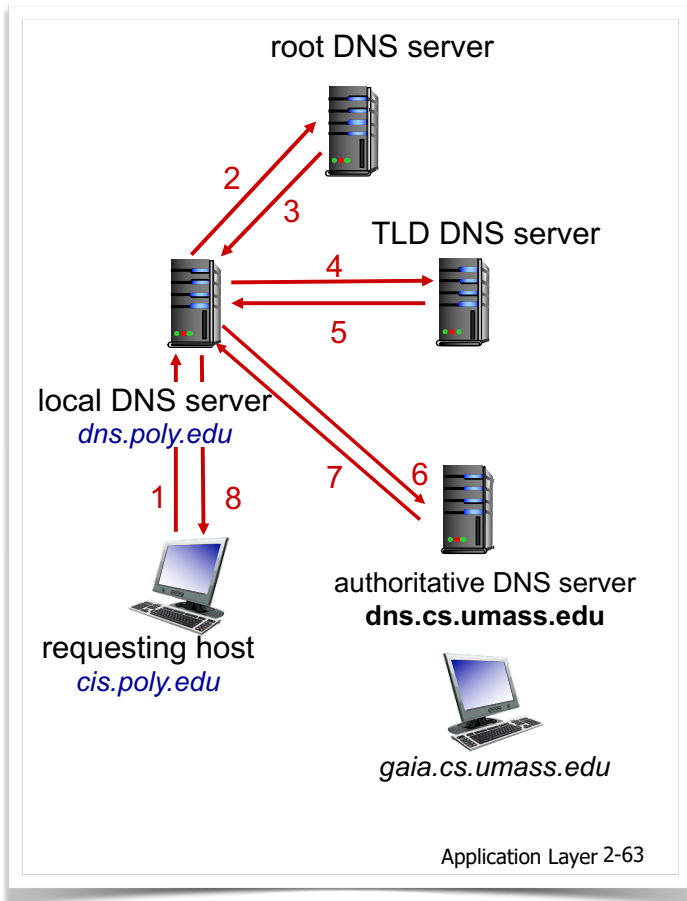 root DNS server
2
3
TLD DNS server
4
5
local DNS server
dns.poly.edu
1
8
7
6
authoritative DNS server
dns.cs.umass.edu
requesting host
cis.poly.edu
gaia.cs.umass.edu
Application Layer 2-63